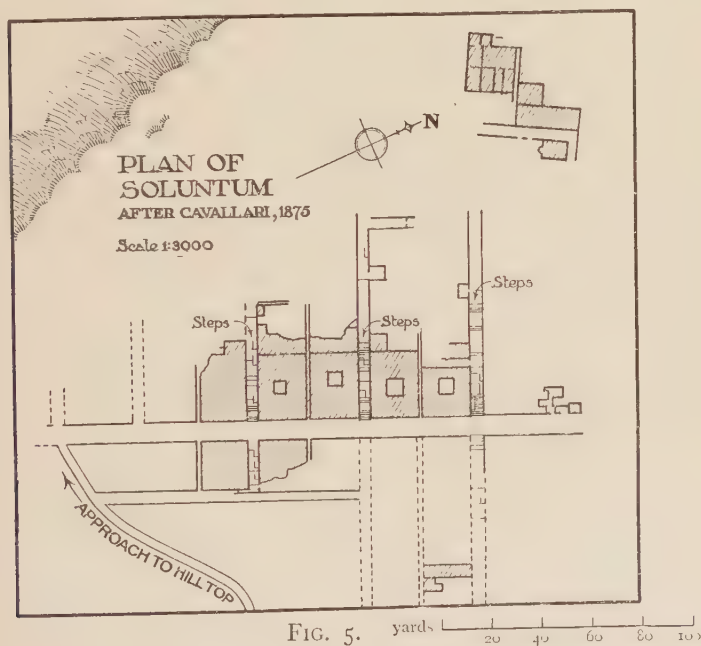 PLAN OF
SOLUNTUM
AFTER CAVALLARI, 1875
Scale 1:3000
N
Steps
Steps
Steps
APPROACH TO HILL TOP
FIG. 5.
yards
20 40 60 80 100